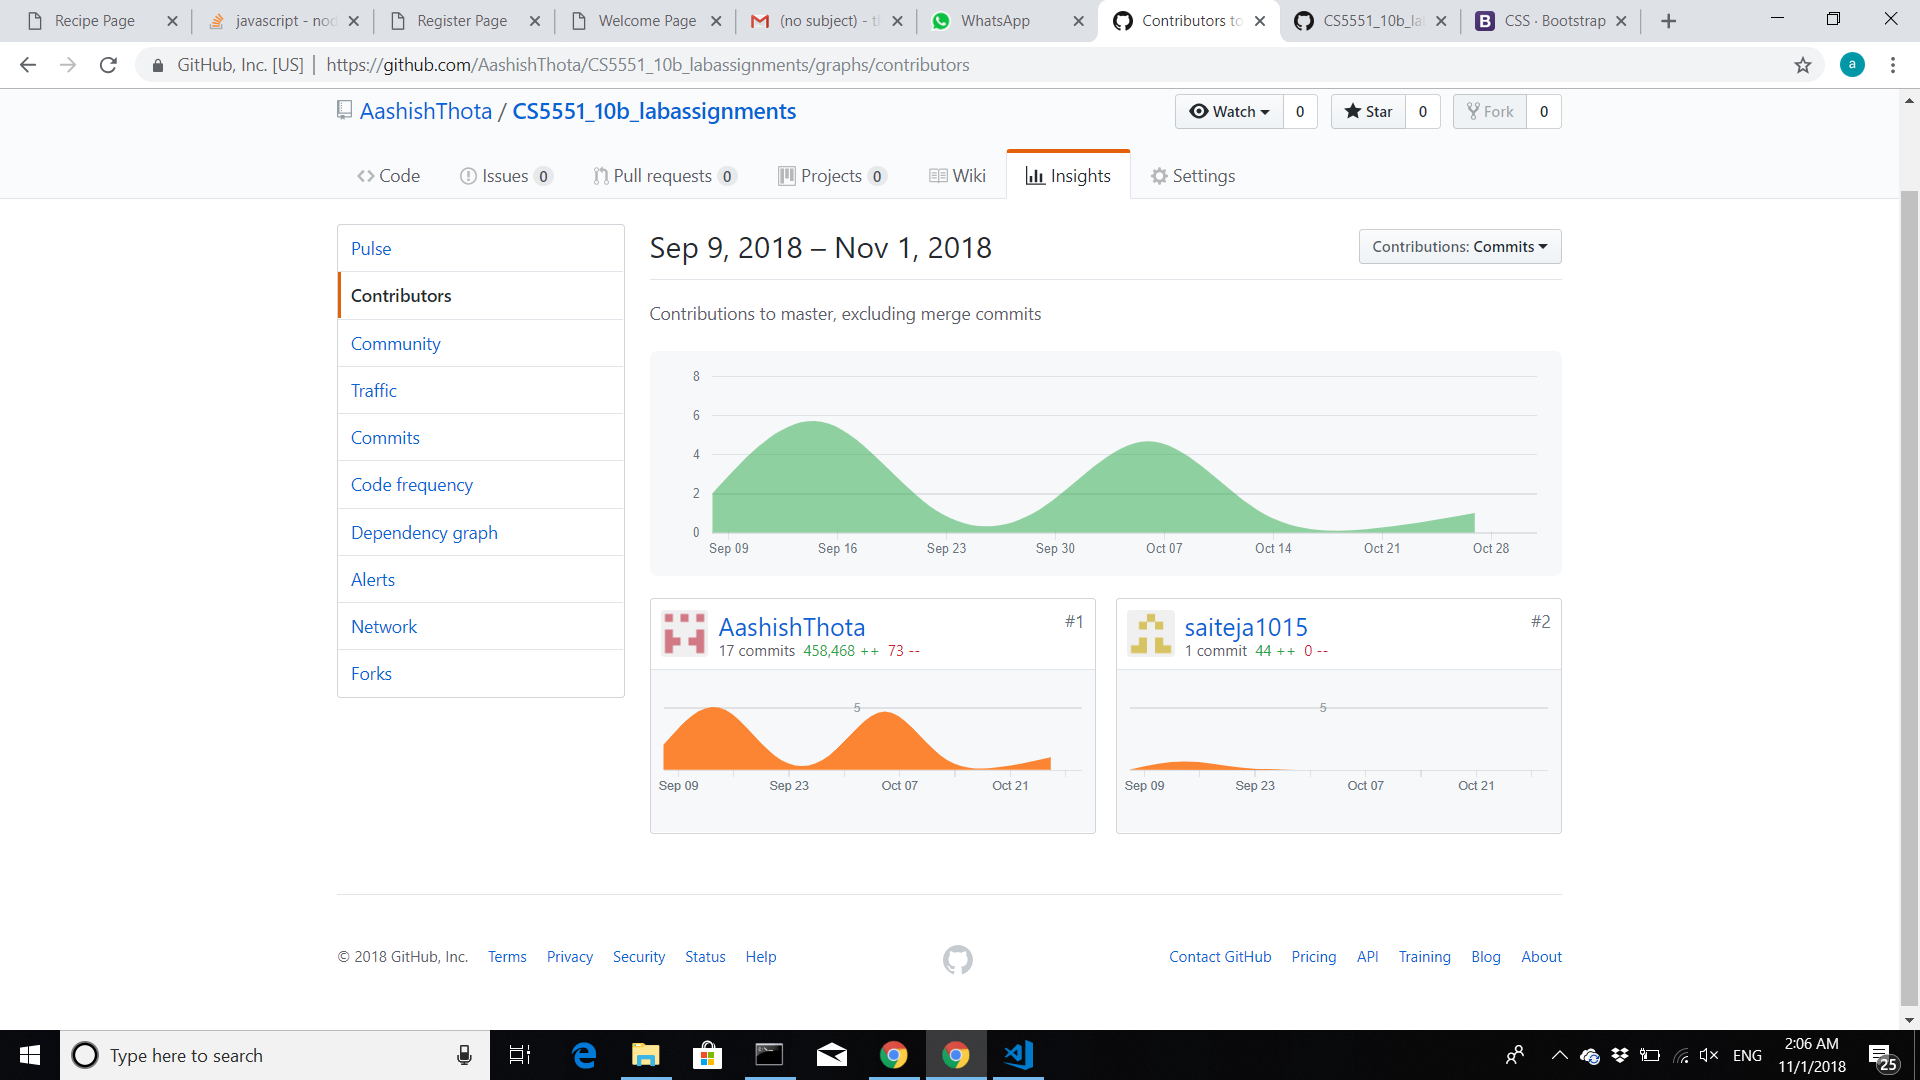 Recipe Page
javascript - nod
Register Page
Welcome Page
(no subject) - t
WhatsApp
Contributors to
CS5551_10b_la
B CSS · Bootstrap
GitHub, Inc. [US] | https://github.com/AashishThota/CS5551_10b_labassignments/graphs/contributors
a
AashishThota / CS5551_10b_labassignments
Watch 0
Star 0
Fork 0
Code
Issues 0
Pull requests 0
Projects 0
Wiki
Insights
Settings
Pulse
Contributors
Community
Traffic
Commits
Code frequency
Dependency graph
Alerts
Network
Forks
Sep 9, 2018 – Nov 1, 2018
Contributions: Commits
Contributions to master, excluding merge commits
8
6
4
2
0
Sep 09 Sep 16 Sep 23 Sep 30 Oct 07 Oct 14 Oct 21 Oct 28
AashishThota #1
17 commits 458,468 ++ 73 --
5
Sep 09 Sep 23 Oct 07 Oct 21
saiteja1015 #2
1 commit 44 ++ 0 --
5
Sep 09 Sep 23 Oct 07 Oct 21
© 2018 GitHub, Inc. Terms Privacy Security Status Help
Contact GitHub Pricing API Training Blog About
Type here to search
ENG
2:06 AM
11/1/2018
25